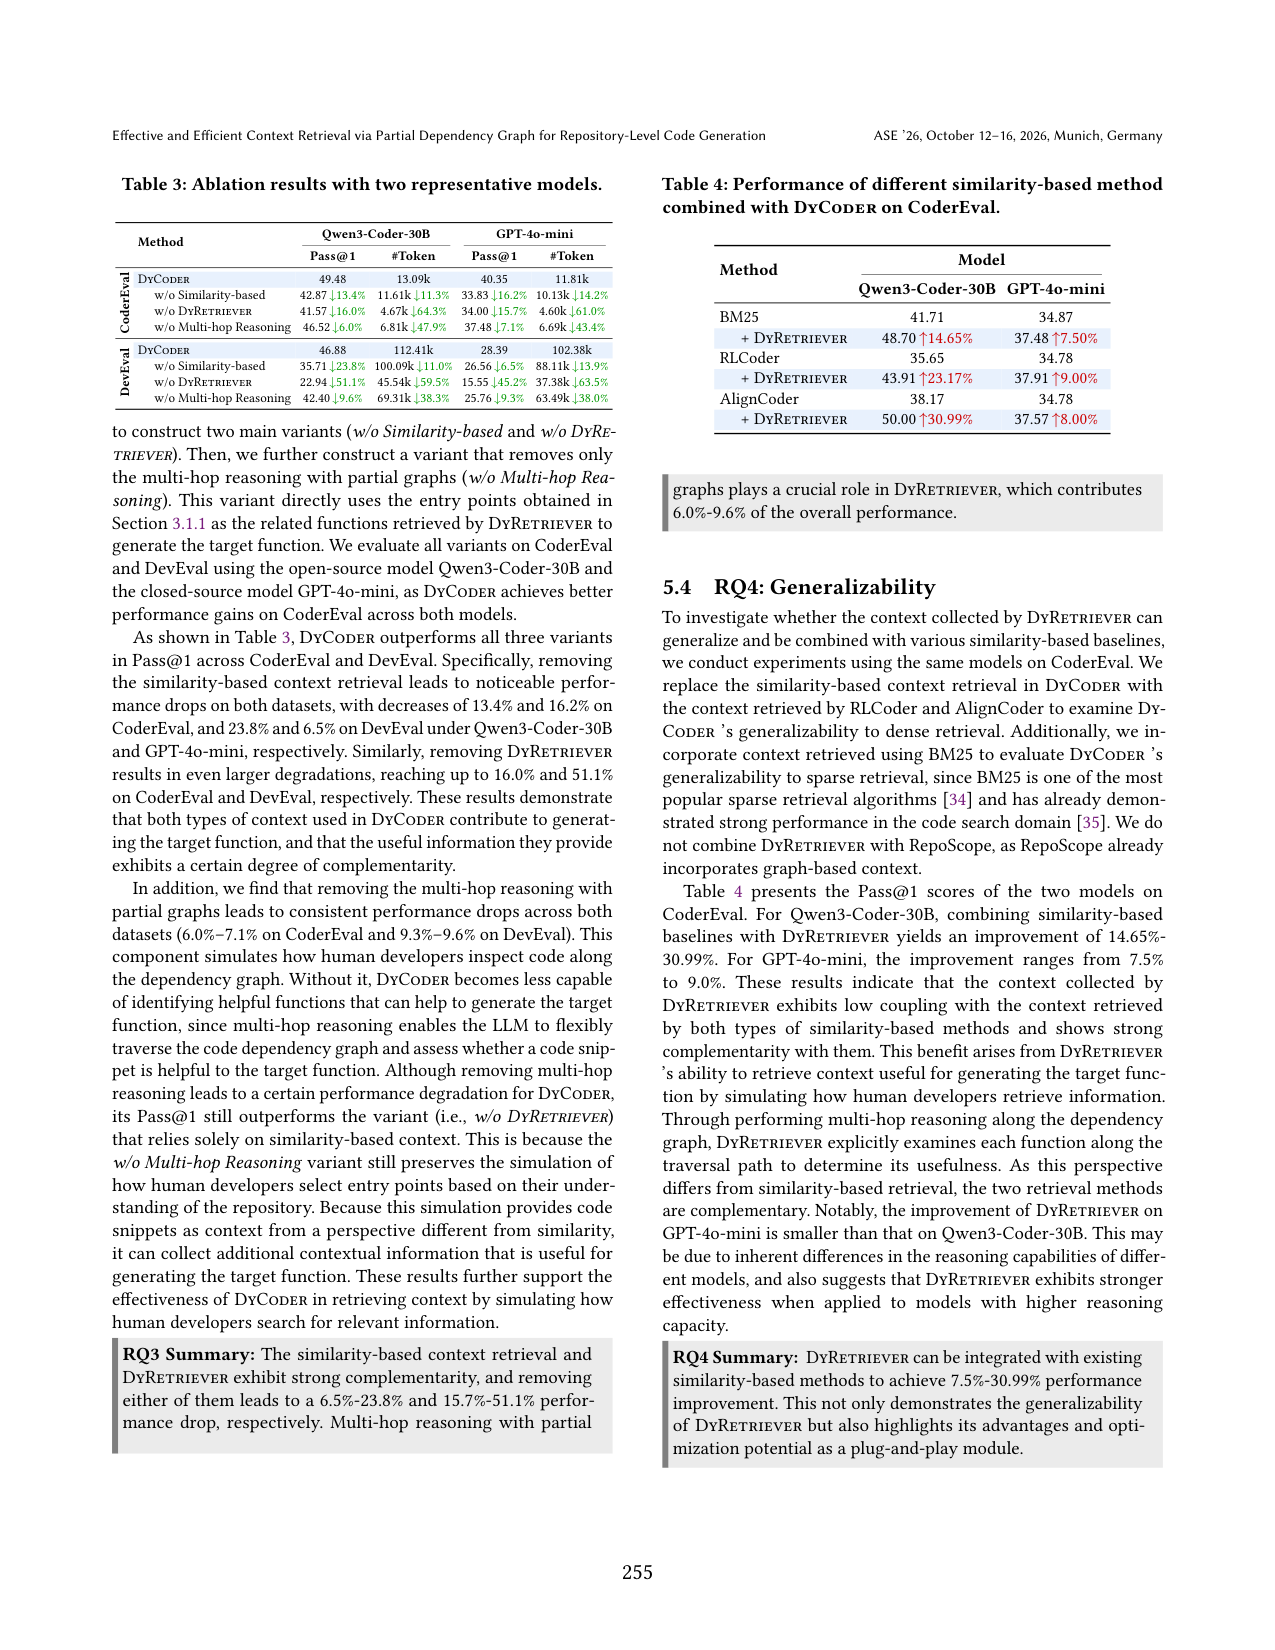 Effective and Efficient Context Retrieval via Partial Dependency Graph for Repository-Level Code Generation
ASE ’26, October 12–16, 2026, Munich, Germany
Table 3: Ablation results with two representative models.
Method Qwen3-Coder-30B GPT-4o-mini
Pass@1 #Token Pass@1 #Token
CoderEval
DyCoder 49.48 13.09k 40.35 11.81k
w/o Similarity-based 42.87 ↓13.4% 11.61k ↓11.3% 33.83 ↓16.2% 10.13k ↓14.2%
w/o DyRetriever 41.57 ↓16.0% 4.67k ↓64.3% 34.00 ↓15.7% 4.60k ↓61.0%
w/o Multi-hop Reasoning 46.52 ↓6.0% 6.81k ↓47.9% 37.48 ↓7.1% 6.69k ↓43.4%
DevEval
DyCoder 46.88 112.41k 28.39 102.38k
w/o Similarity-based 35.71 ↓23.8% 100.09k ↓11.0% 26.56 ↓6.5% 88.11k ↓13.9%
w/o DyRetriever 22.94 ↓51.1% 45.54k ↓59.5% 15.55 ↓45.2% 37.38k ↓63.5%
w/o Multi-hop Reasoning 42.40 ↓9.6% 69.31k ↓38.3% 25.76 ↓9.3% 63.49k ↓38.0%
to construct two main variants (w/o Similarity-based and w/o DyRe-
triever). Then, we further construct a variant that removes only
the multi-hop reasoning with partial graphs (w/o Multi-hop Rea-
soning). This variant directly uses the entry points obtained in
Section 3.1.1 as the related functions retrieved by DyRetriever to
generate the target function. We evaluate all variants on CoderEval
and DevEval using the open-source model Qwen3-Coder-30B and
the closed-source model GPT-4o-mini, as DyCoder achieves better
performance gains on CoderEval across both models.
As shown in Table 3, DyCoder outperforms all three variants
in Pass@1 across CoderEval and DevEval. Specifically, removing
the similarity-based context retrieval leads to noticeable perfor-
mance drops on both datasets, with decreases of 13.4% and 16.2% on
CoderEval, and 23.8% and 6.5% on DevEval under Qwen3-Coder-30B
and GPT-4o-mini, respectively. Similarly, removing DyRetriever
results in even larger degradations, reaching up to 16.0% and 51.1%
on CoderEval and DevEval, respectively. These results demonstrate
that both types of context used in DyCoder contribute to generat-
ing the target function, and that the useful information they provide
exhibits a certain degree of complementarity.
In addition, we find that removing the multi-hop reasoning with
partial graphs leads to consistent performance drops across both
datasets (6.0%–7.1% on CoderEval and 9.3%–9.6% on DevEval). This
component simulates how human developers inspect code along
the dependency graph. Without it, DyCoder becomes less capable
of identifying helpful functions that can help to generate the target
function, since multi-hop reasoning enables the LLM to flexibly
traverse the code dependency graph and assess whether a code snip-
pet is helpful to the target function. Although removing multi-hop
reasoning leads to a certain performance degradation for DyCoder,
its Pass@1 still outperforms the variant (i.e., w/o DyRetriever)
that relies solely on similarity-based context. This is because the
w/o Multi-hop Reasoning variant still preserves the simulation of
how human developers select entry points based on their under-
standing of the repository. Because this simulation provides code
snippets as context from a perspective different from similarity,
it can collect additional contextual information that is useful for
generating the target function. These results further support the
effectiveness of DyCoder in retrieving context by simulating how
human developers search for relevant information.
RQ3 Summary: The similarity-based context retrieval and
DyRetriever exhibit strong complementarity, and removing
either of them leads to a 6.5%-23.8% and 15.7%-51.1% perfor-
mance drop, respectively. Multi-hop reasoning with partial
Table 4: Performance of different similarity-based method
combined with DyCoder on CoderEval.
Method Model
Qwen3-Coder-30B GPT-4o-mini
BM25 41.71 34.87
+ DyRetriever 48.70 ↑14.65% 37.48 ↑7.50%
RLCoder 35.65 34.78
+ DyRetriever 43.91 ↑23.17% 37.91 ↑9.00%
AlignCoder 38.17 34.78
+ DyRetriever 50.00 ↑30.99% 37.57 ↑8.00%
graphs plays a crucial role in DyRetriever, which contributes
6.0%-9.6% of the overall performance.
5.4 RQ4: Generalizability
To investigate whether the context collected by DyRetriever can
generalize and be combined with various similarity-based baselines,
we conduct experiments using the same models on CoderEval. We
replace the similarity-based context retrieval in DyCoder with
the context retrieved by RLCoder and AlignCoder to examine Dy-
Coder ’s generalizability to dense retrieval. Additionally, we in-
corporate context retrieved using BM25 to evaluate DyCoder ’s
generalizability to sparse retrieval, since BM25 is one of the most
popular sparse retrieval algorithms [34] and has already demon-
strated strong performance in the code search domain [35]. We do
not combine DyRetriever with RepoScope, as RepoScope already
incorporates graph-based context.
Table 4 presents the Pass@1 scores of the two models on
CoderEval. For Qwen3-Coder-30B, combining similarity-based
baselines with DyRetriever yields an improvement of 14.65%-
30.99%. For GPT-4o-mini, the improvement ranges from 7.5%
to 9.0%. These results indicate that the context collected by
DyRetriever exhibits low coupling with the context retrieved
by both types of similarity-based methods and shows strong
complementarity with them. This benefit arises from DyRetriever
’s ability to retrieve context useful for generating the target func-
tion by simulating how human developers retrieve information.
Through performing multi-hop reasoning along the dependency
graph, DyRetriever explicitly examines each function along the
traversal path to determine its usefulness. As this perspective
differs from similarity-based retrieval, the two retrieval methods
are complementary. Notably, the improvement of DyRetriever on
GPT-4o-mini is smaller than that on Qwen3-Coder-30B. This may
be due to inherent differences in the reasoning capabilities of differ-
ent models, and also suggests that DyRetriever exhibits stronger
effectiveness when applied to models with higher reasoning
capacity.
RQ4 Summary: DyRetriever can be integrated with existing
similarity-based methods to achieve 7.5%-30.99% performance
improvement. This not only demonstrates the generalizability
of DyRetriever but also highlights its advantages and opti-
mization potential as a plug-and-play module.
255